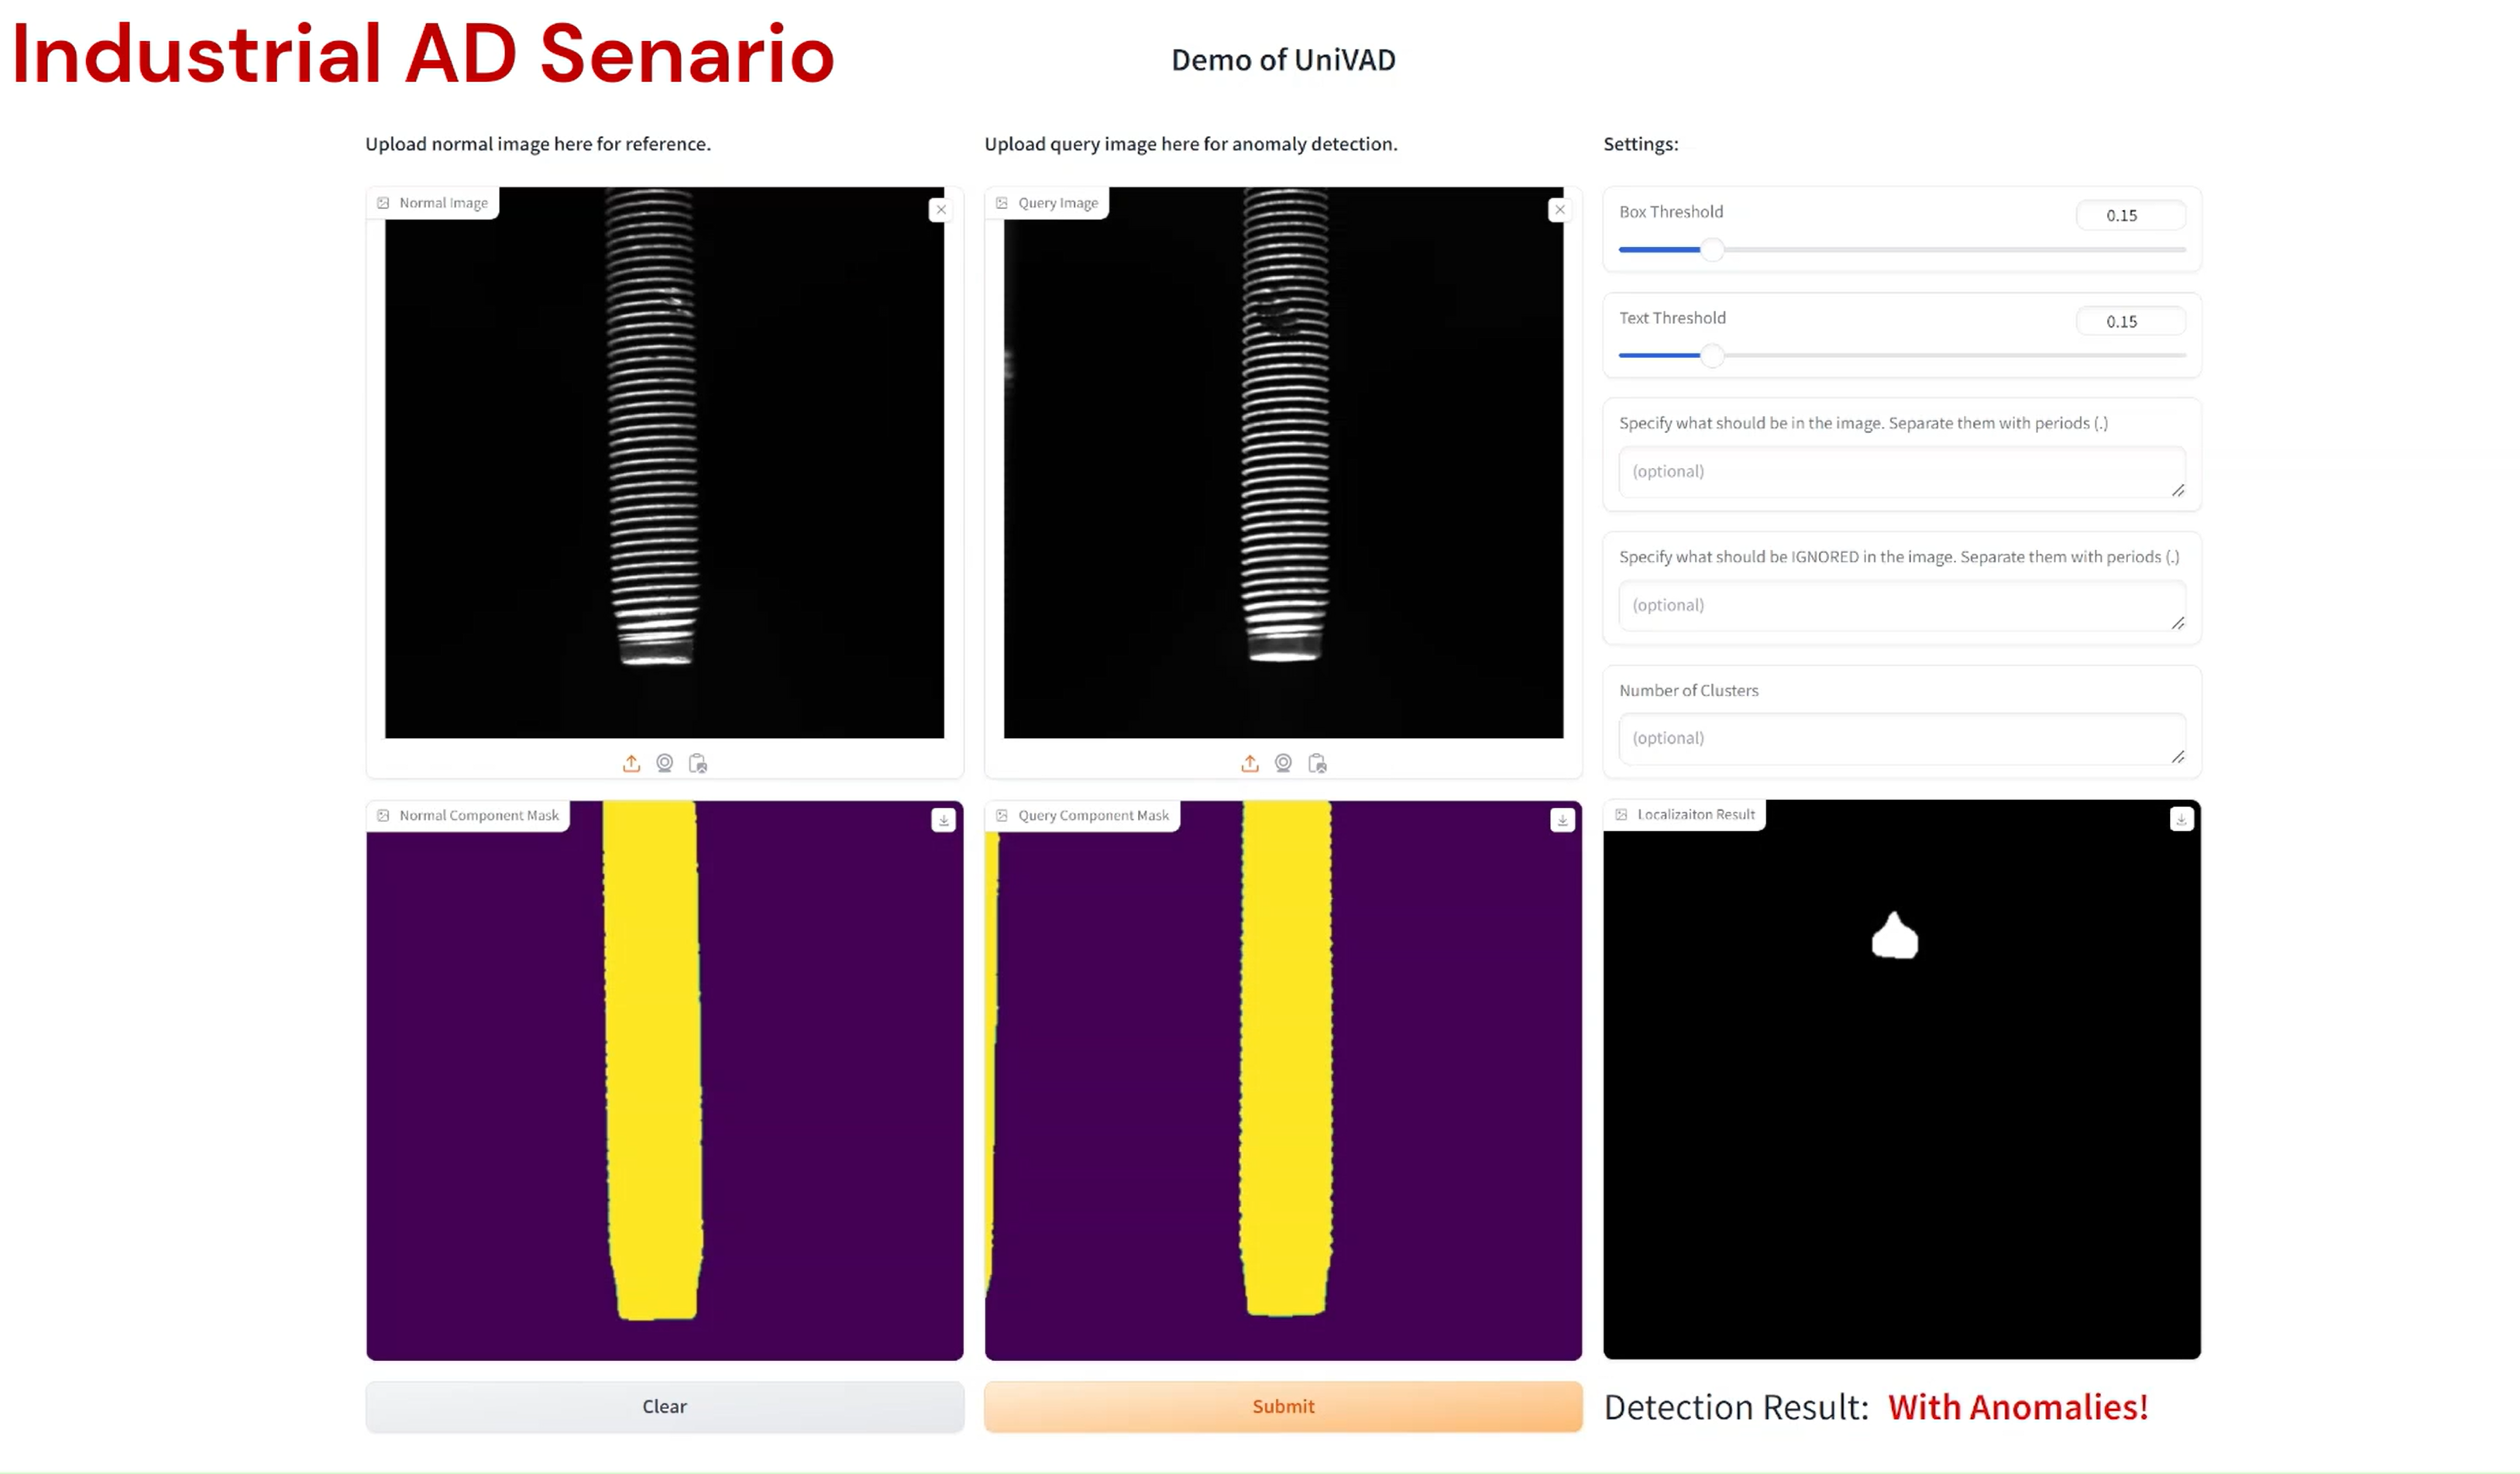 Industrial AD Senario
Demo of UniVAD
Upload normal image here for reference.
Upload query image here for anomaly detection.
Settings:
Normal Image
Query Image
Box Threshold
0.15
Text Threshold
0.15
Specify what should be in the image. Separate them with periods (.)
(optional)
Specify what should be IGNORED in the image. Separate them with periods (.)
(optional)
Number of Clusters
(optional)
Normal Component Mask
Query Component Mask
Localizaiton Result
Clear
Submit
Detection Result: With Anomalies!